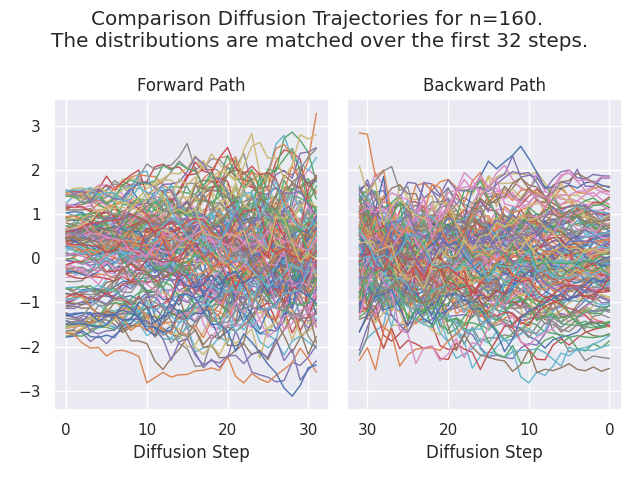 Comparison Diffusion Trajectories for n=160.
The distributions are matched over the first 32 steps.
Forward Path
Backward Path
3
2
1
0
−1
−2
−3
0 10 20 30
30 20 10 0
Diffusion Step
Diffusion Step